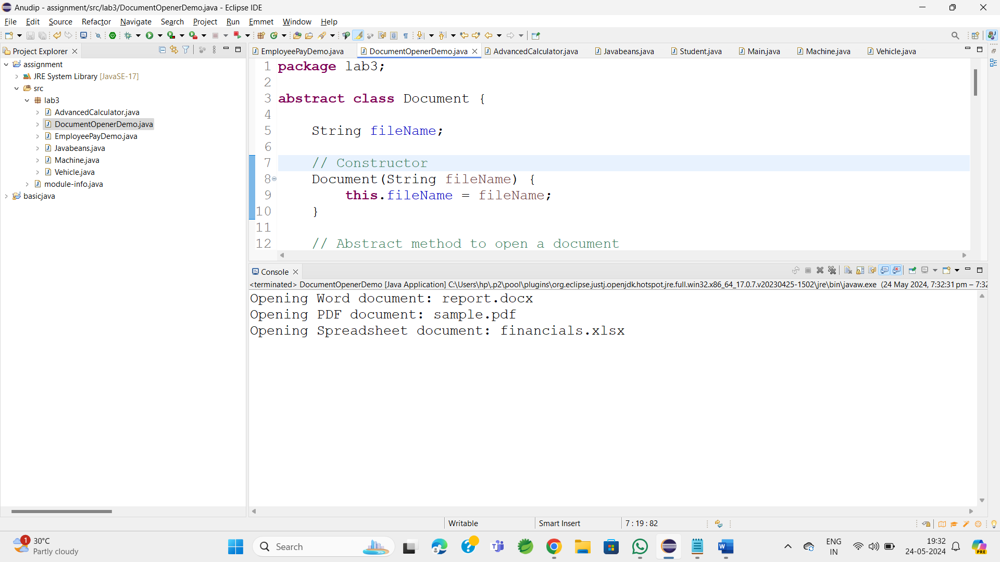 Anudip - assignment/src/lab3/DocumentOpenerDemo.java - Eclipse IDE
File Edit Source Refactor Navigate Search Project Run Emmet Window Help
Project Explorer
assignment
JRE System Library [JavaSE-17]
src
lab3
AdvancedCalculator.java
DocumentOpenerDemo.java
EmployeePayDemo.java
Javabeans.java
Machine.java
Vehicle.java
module-info.java
basicjava
EmployeePayDemo.java DocumentOpenerDemo.java AdvancedCalculator.java Javabeans.java Student.java Main.java Machine.java Vehicle.java
1 package lab3;
2
3 abstract class Document {
4
5 String fileName;
6
7 // Constructor
8 Document(String fileName) {
9 this.fileName = fileName;
10 }
11
12 // Abstract method to open a document
Console
<terminated> DocumentOpenerDemo [Java Application] C:\Users\hp\.p2\pool\plugins\org.eclipse.justj.openjdk.hotspot.jre.full.win32.x86_64_17.0.7.v20230425-1502\jre\bin\javaw.exe (24 May 2024, 7:32:31 pm – 7:32
Opening Word document: report.docx
Opening PDF document: sample.pdf
Opening Spreadsheet document: financials.xlsx
Writable Smart Insert 7 : 19 : 82
1
30°C
Partly cloudy
Search
ENG
IN
19:32
24-05-2024
PRE